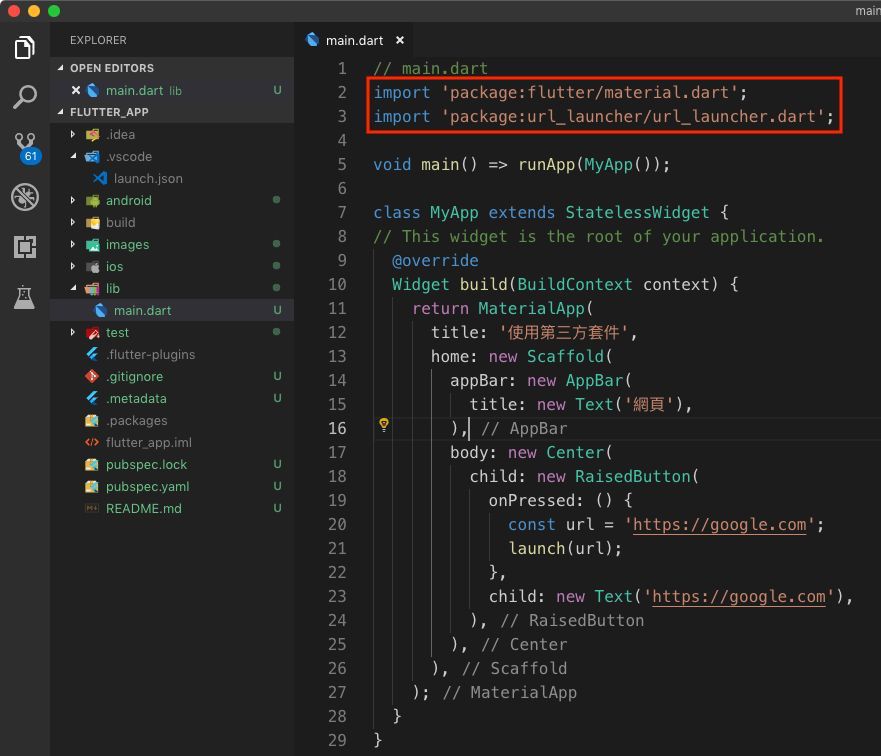 main
EXPLORER
OPEN EDITORS
main.dart lib U
FLUTTER_APP
.idea
.vscode
launch.json
android
build
images
ios
lib
main.dart U
test
.flutter-plugins
.gitignore U
.metadata U
.packages
flutter_app.iml
pubspec.lock U
pubspec.yaml U
README.md U
61
main.dart
1 // main.dart
2 import 'package:flutter/material.dart';
3 import 'package:url_launcher/url_launcher.dart';
4
5 void main() => runApp(MyApp());
6
7 class MyApp extends StatelessWidget {
8 // This widget is the root of your application.
9 @override
10 Widget build(BuildContext context) {
11 return MaterialApp(
12 title: '使用第三方套件',
13 home: new Scaffold(
14 appBar: new AppBar(
15 title: new Text('網頁'),
16 ), // AppBar
17 body: new Center(
18 child: new RaisedButton(
19 onPressed: () {
20 const url = 'https://google.com';
21 launch(url);
22 },
23 child: new Text('https://google.com'),
24 ), // RaisedButton
25 ), // Center
26 ), // Scaffold
27 ); // MaterialApp
28 }
29 }